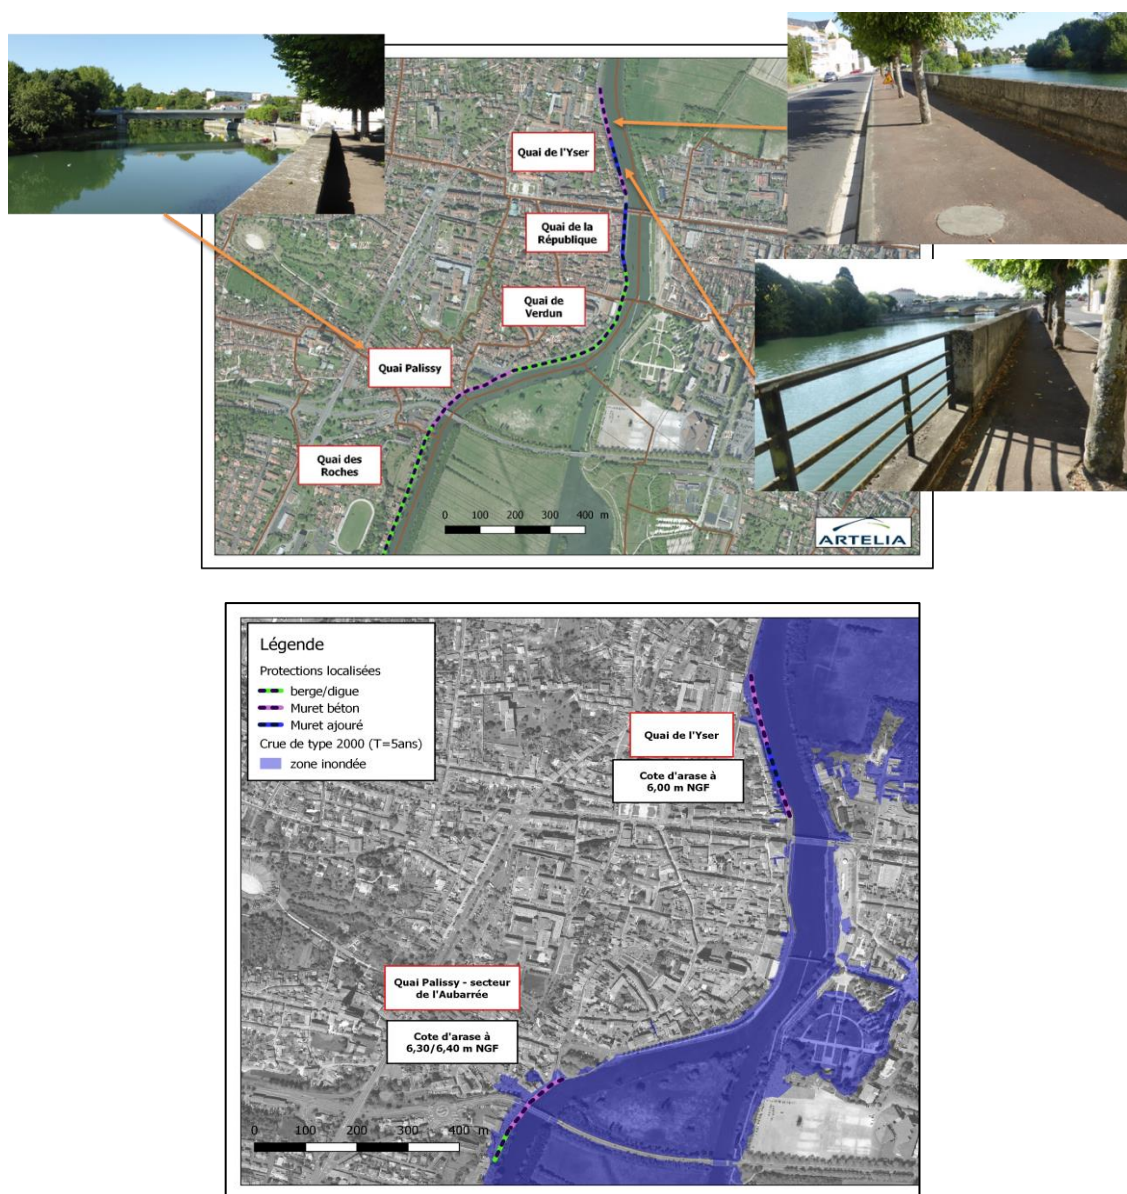 Quai de l'Yser
Quai de la
République
Quai de
Verdun
Quai Palissy
Quai des
Roches
0 100 200 300 400 m
ARTELIA
Légende
Protections localisées
berge/digue
Muret béton
Muret ajouré
Crue de type 2000 (T=5ans)
zone inondée
Quai de l'Yser
Cote d'arase à
6,00 m NGF
Quai Palissy - secteur
de l'Aubarrée
Cote d'arase à
6,30/6,40 m NGF
0 100 200 300 400 m